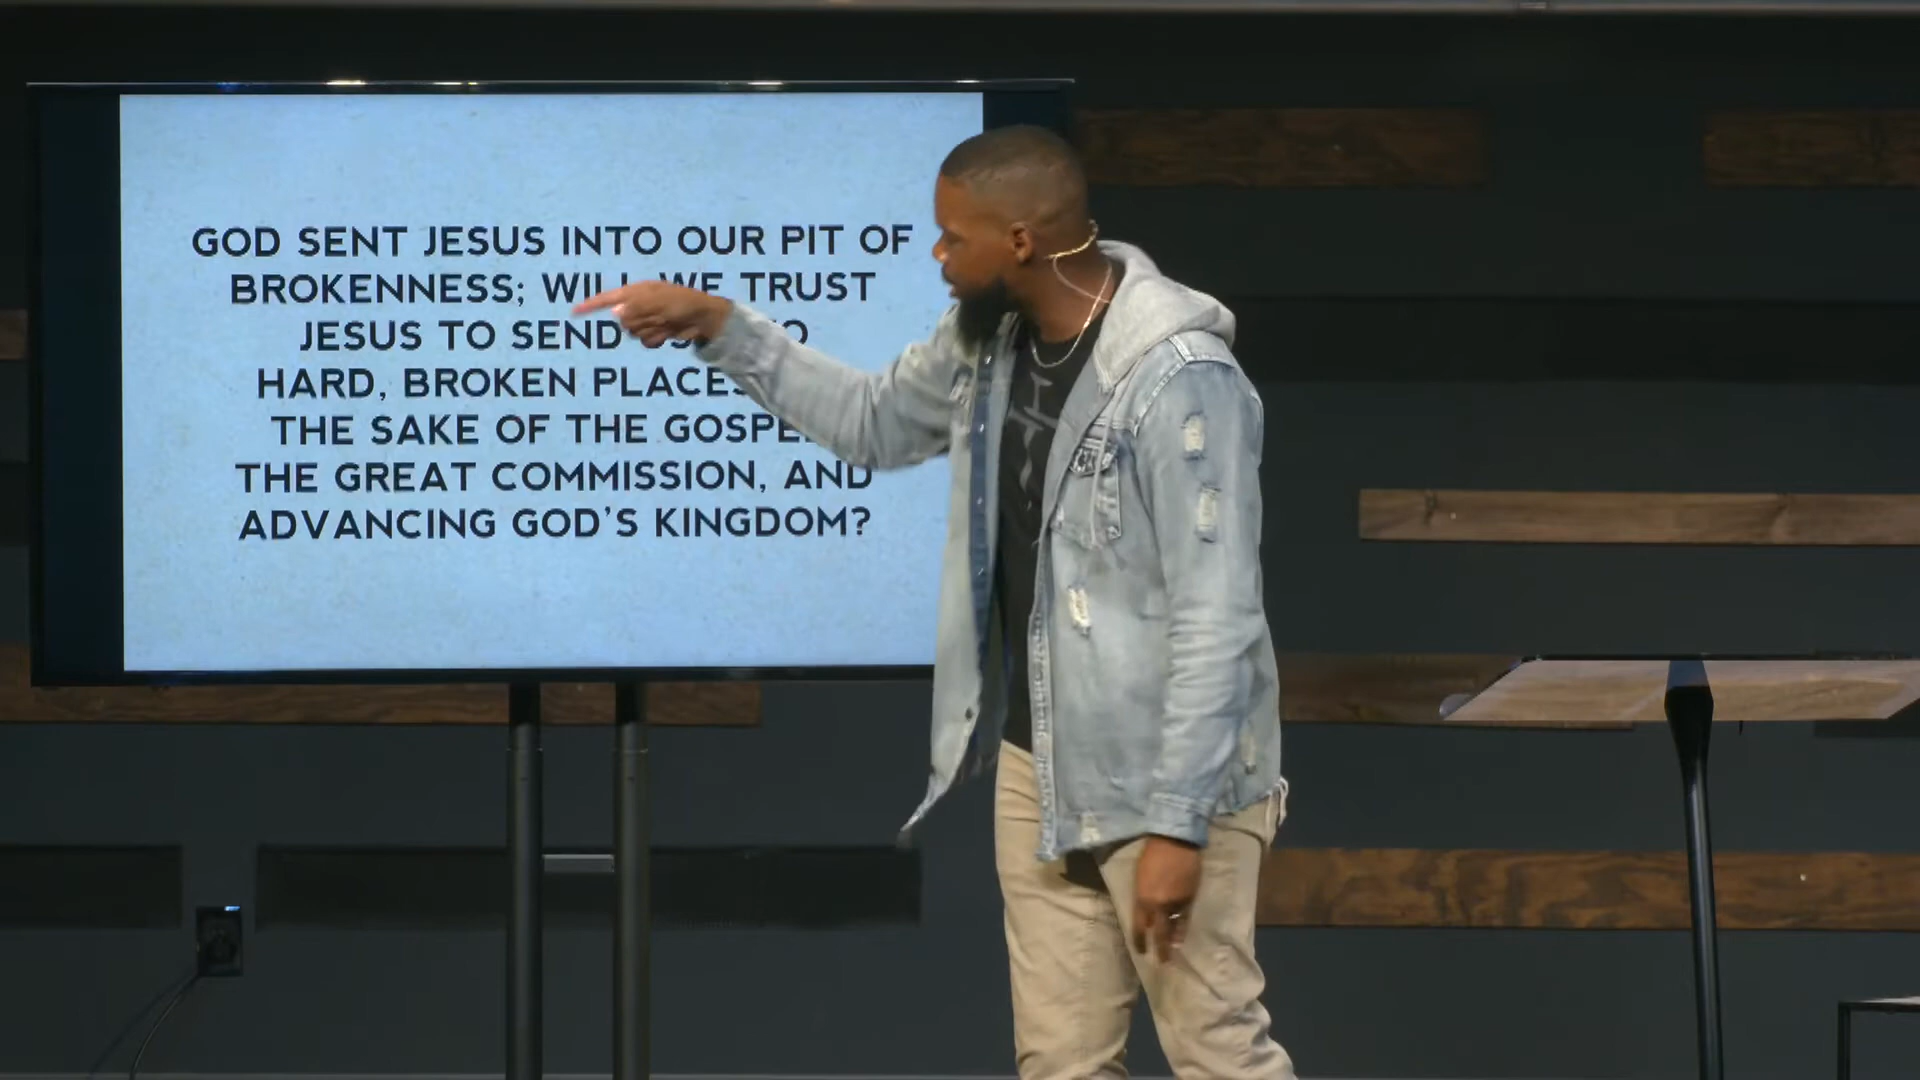 GOD SENT JESUS INTO OUR PIT OF
BROKENNESS; WILL WE TRUST
JESUS TO SEND US
HARD, BROKEN PLACES
THE SAKE OF THE GOSPEL
THE GREAT COMMISSION, AND
ADVANCING GOD'S KINGDOM?